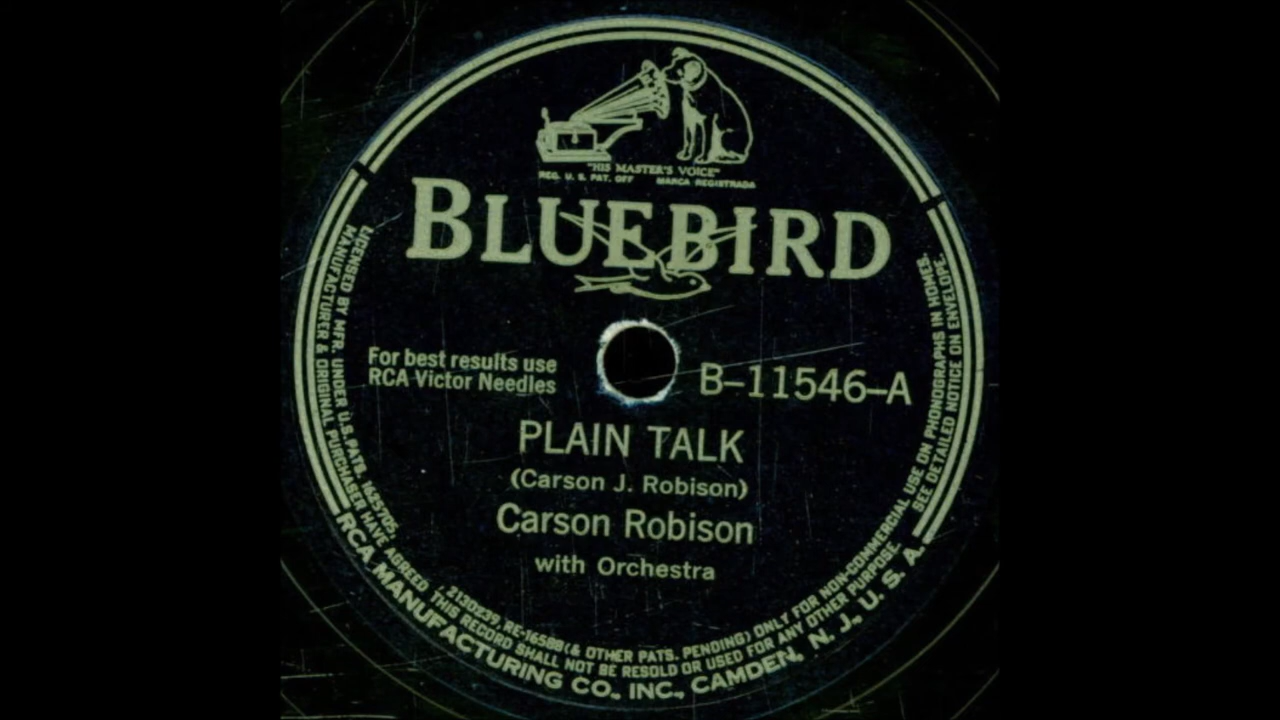 "HIS MASTER'S VOICE"
REG. U. S. PAT. OFF MARCA REGISTRADA
BLUEBIRD
For best results use
RCA Victor Needles
B–11546–A
PLAIN TALK
(Carson J. Robison)
Carson Robison
with Orchestra
LICENSED BY MFR. UNDER U.S. PATS. 1625705, 2130239, RE-16588 (& OTHER PATS. PENDING) ONLY FOR NON-COMMERCIAL USE ON PHONOGRAPHS IN HOMES.
MANUFACTURER & ORIGINAL PURCHASER HAVE AGREED THIS RECORD SHALL NOT BE RESOLD OR USED FOR ANY OTHER PURPOSE. SEE DETAILED NOTICE ON ENVELOPE.
RCA MANUFACTURING CO., INC., CAMDEN, N. J., U. S. A.